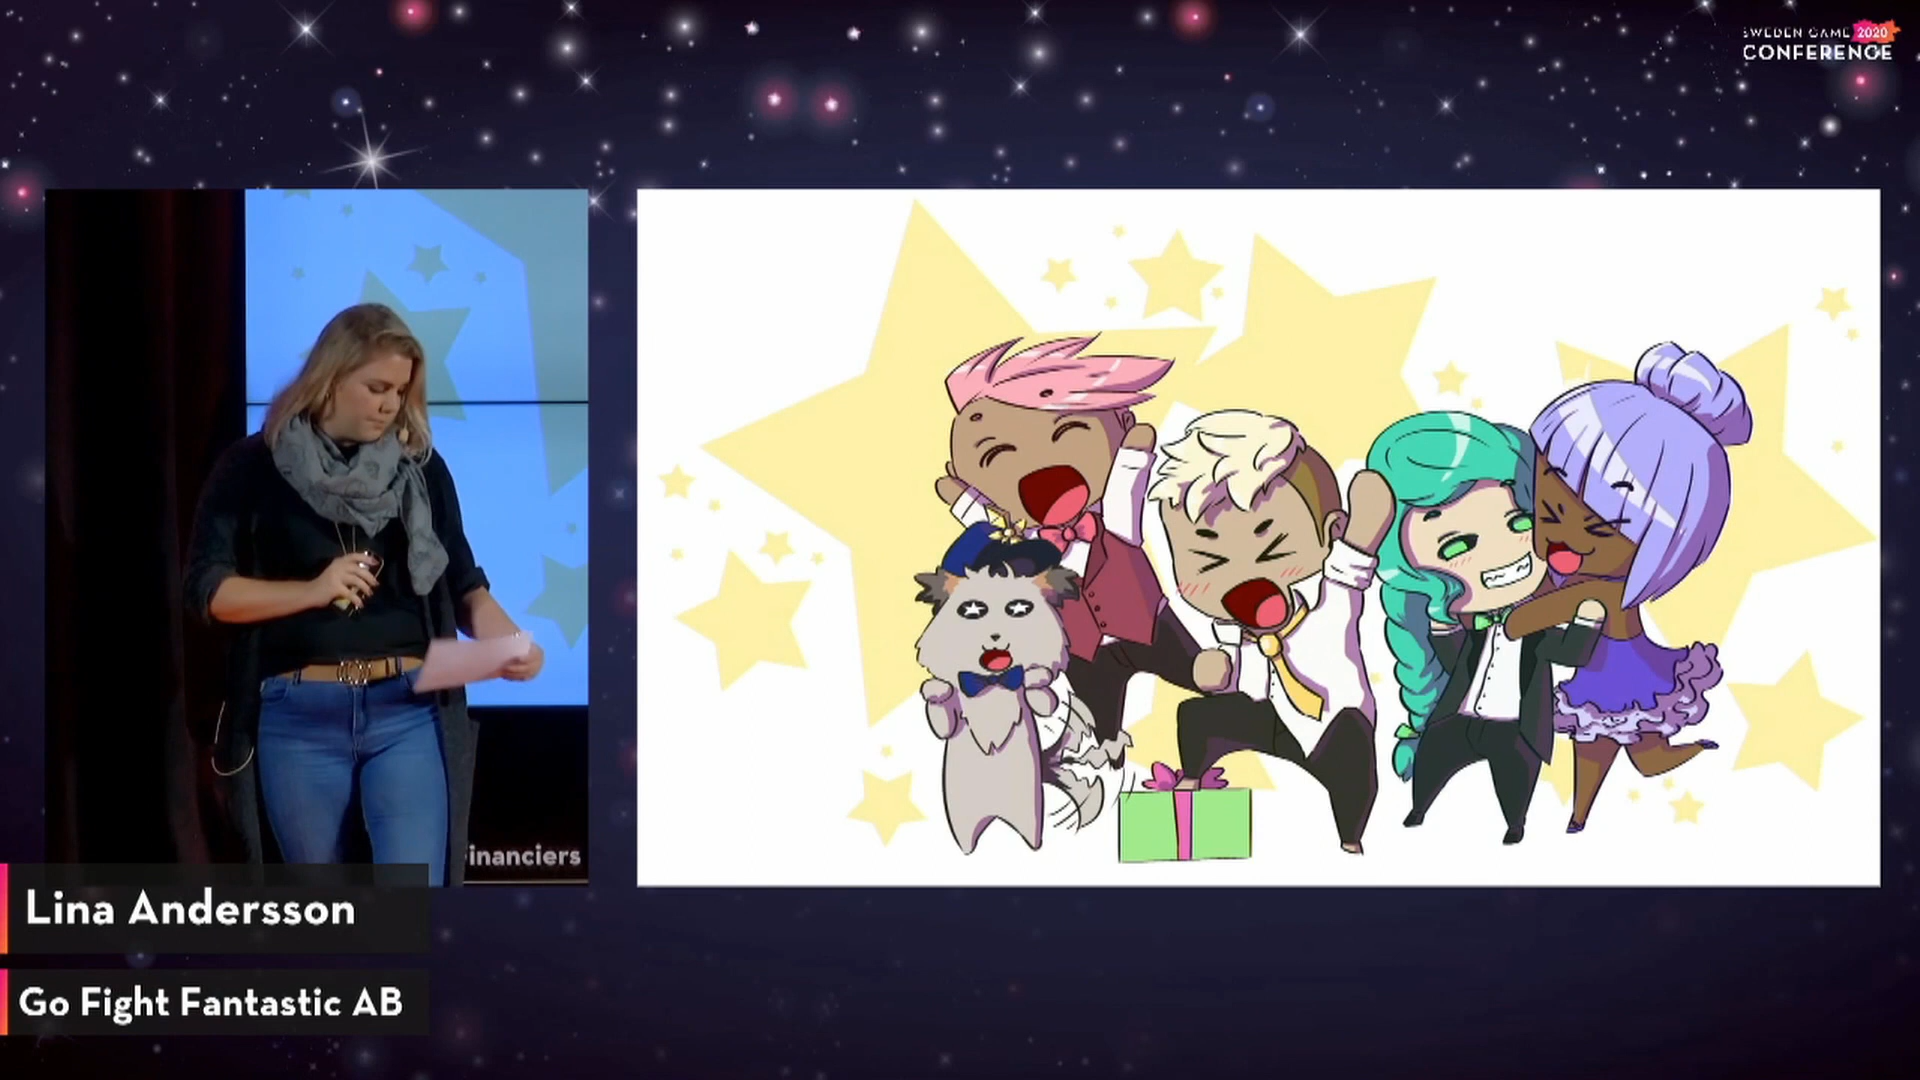 SWEDEN GAME 2020
CONFERENCE
inanciers
Lina Andersson
Go Fight Fantastic AB